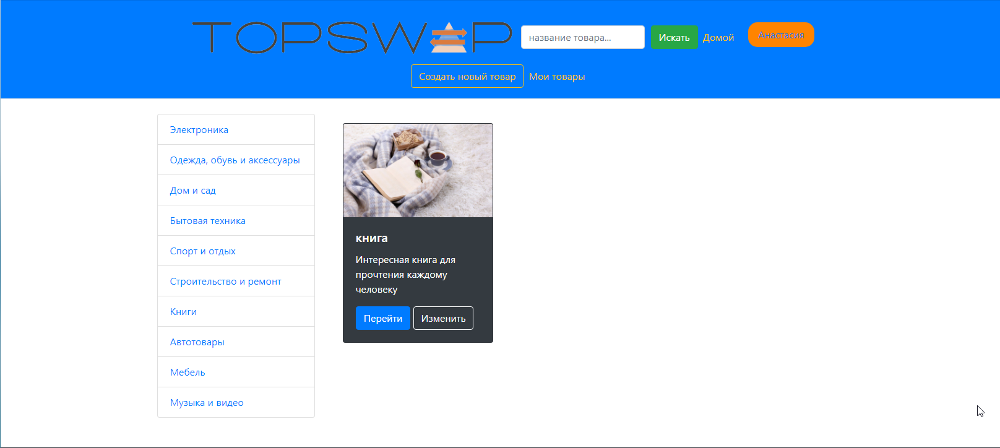 TOPSWAP
название товара...
Искать
Домой
Анастасия
Создать новый товар
Мои товары
Электроника
Одежда, обувь и аксессуары
Дом и сад
Бытовая техника
Спорт и отдых
Строительство и ремонт
Книги
Автотовары
Мебель
Музыка и видео
книга
Интересная книга для
прочтения каждому
человеку
Перейти
Изменить